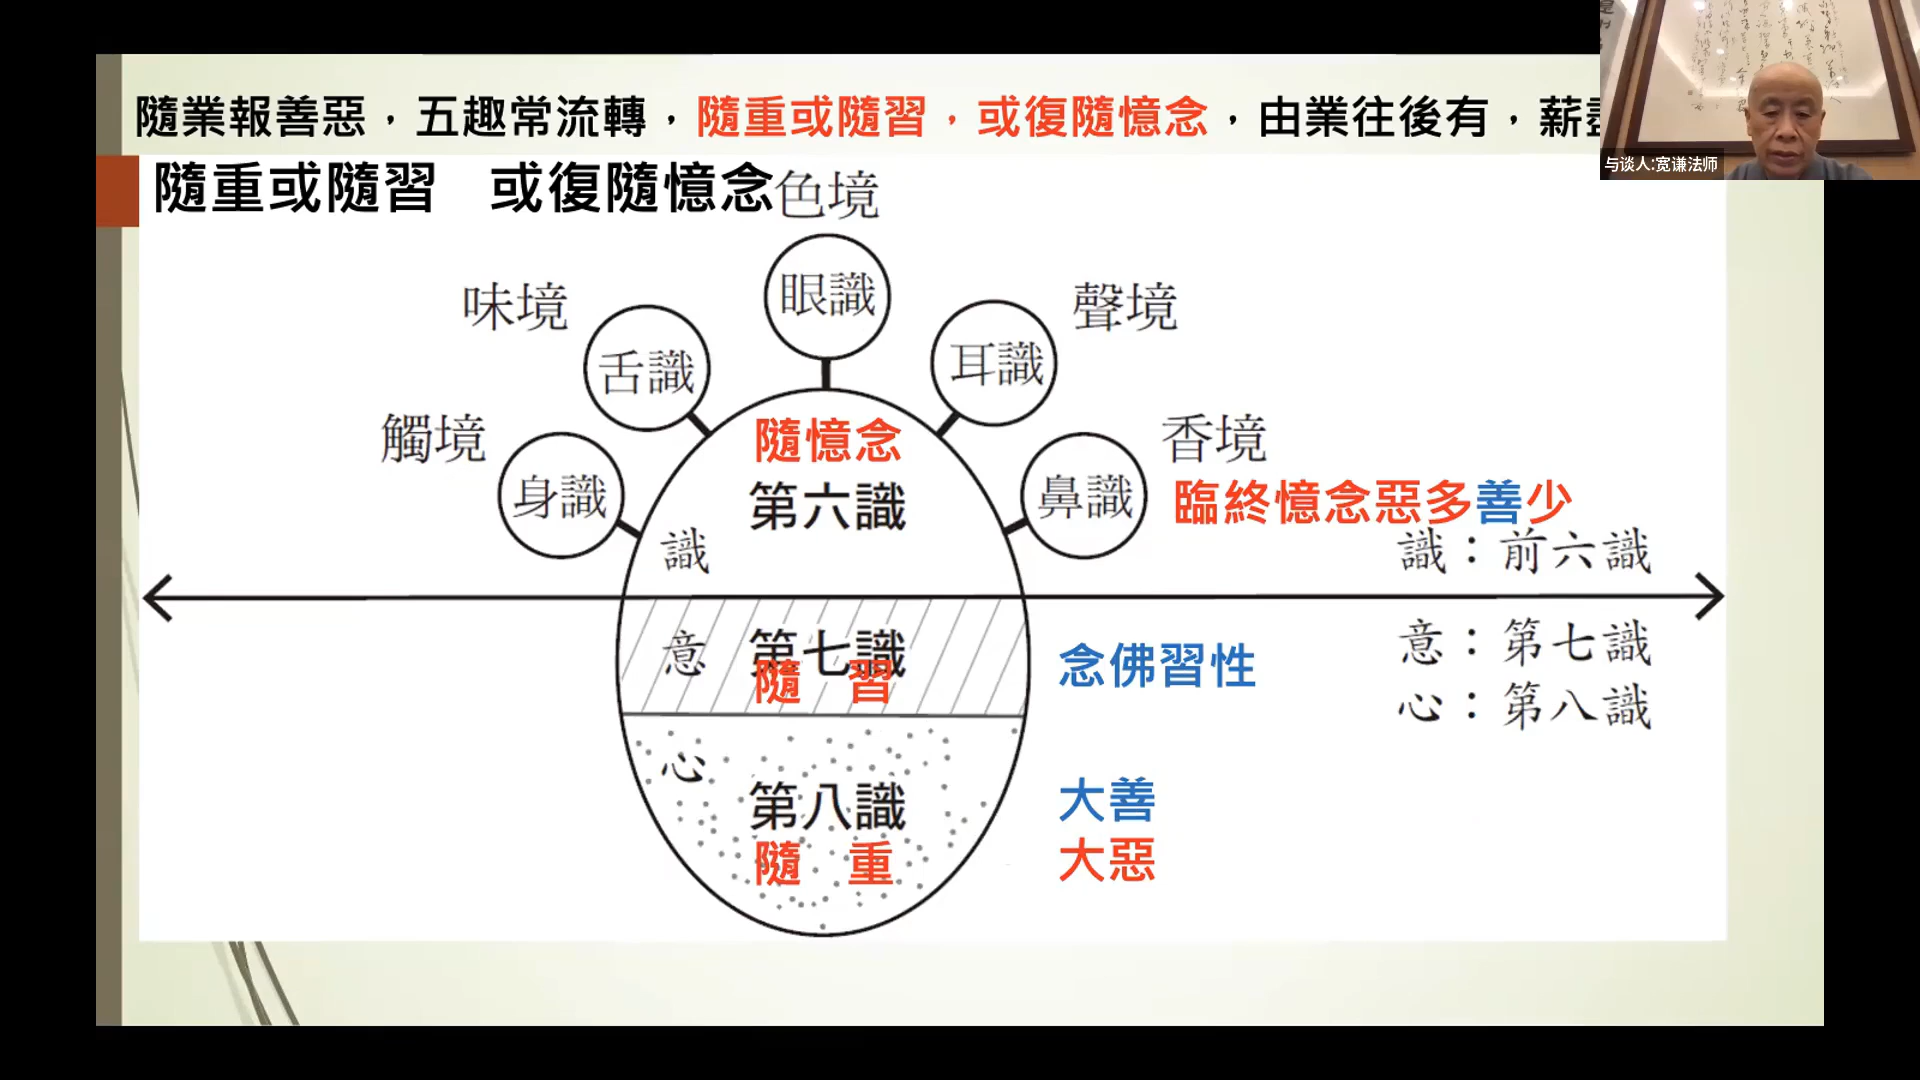 隨業報善惡，五趣常流轉，隨重或隨習，或復隨憶念，由業往後有，薪
与谈人:宽谦法师
隨重或隨習 或復隨憶念
色境
眼識
味境
舌識
聲境
耳識
觸境
身識
香境
鼻識
隨憶念
第六識
識
臨終憶念惡多善少
識：前六識
意 第七識
隨 習
念佛習性
意：第七識
心：第八識
心
第八識
隨 重
大善
大惡